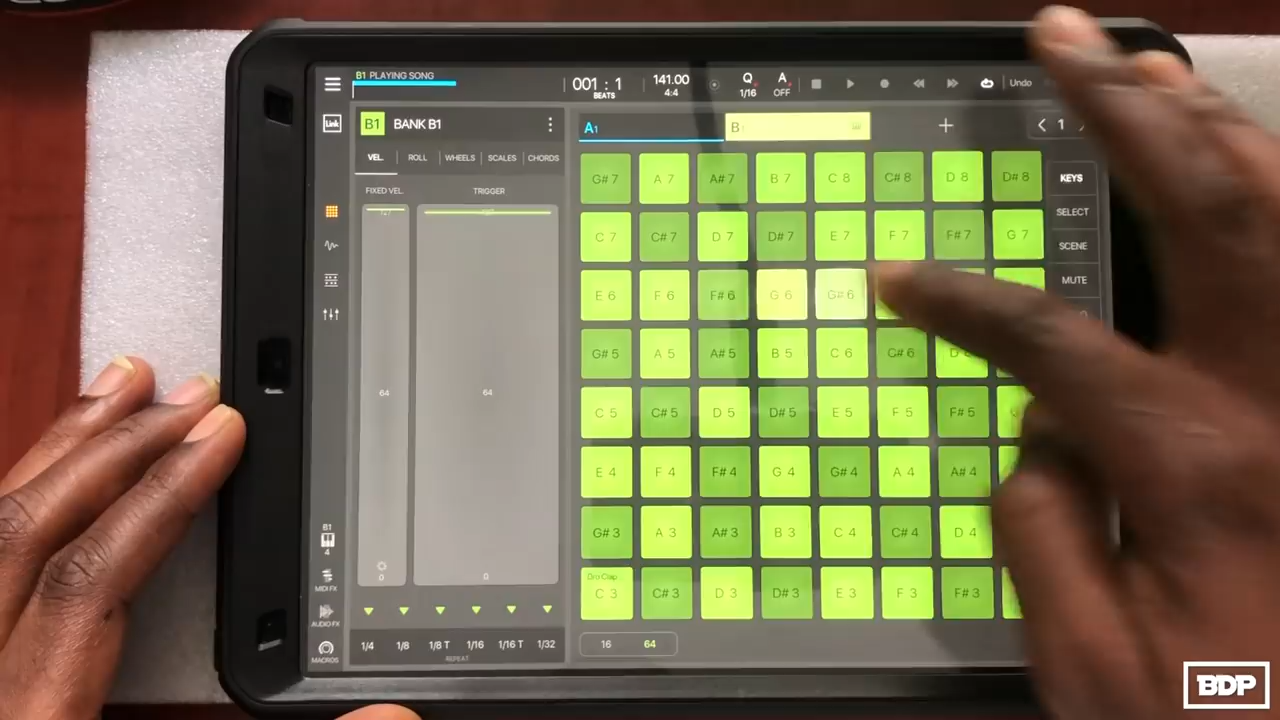 B1 PLAYING SONG
001 : 1
BEATS
141.00
4:4
Q
1/16
A
OFF
Undo
Link
B1 BANK B1
A1
B
+
1
VEL. ROLL WHEELS SCALES CHORDS
FIXED VEL. TRIGGER
127
127
64
64
0
0
G# 7 A 7 A# 7 B 7 C 8 C# 8 D 8 D# 8
C 7 C# 7 D 7 D# 7 E 7 F 7 F# 7 G 7
E 6 F 6 F# 6 G 6 G# 6
G# 5 A 5 A# 5 B 5 C 6 C# 6
C 5 C# 5 D 5 D# 5 E 5 F 5 F# 5
E 4 F 4 F# 4 G 4 G# 4 A 4 A# 4
G# 3 A 3 A# 3 B 3 C 4 C# 4 D 4
Dro Clap
C 3 C# 3 D 3 D# 3 E 3 F 3 F# 3
KEYS
SELECT
SCENE
MUTE
B1
4
MIDI FX
AUDIO FX
MACROS
1/4 1/8 1/8 T 1/16 1/16 T 1/32
REPEAT
16 64
BDP